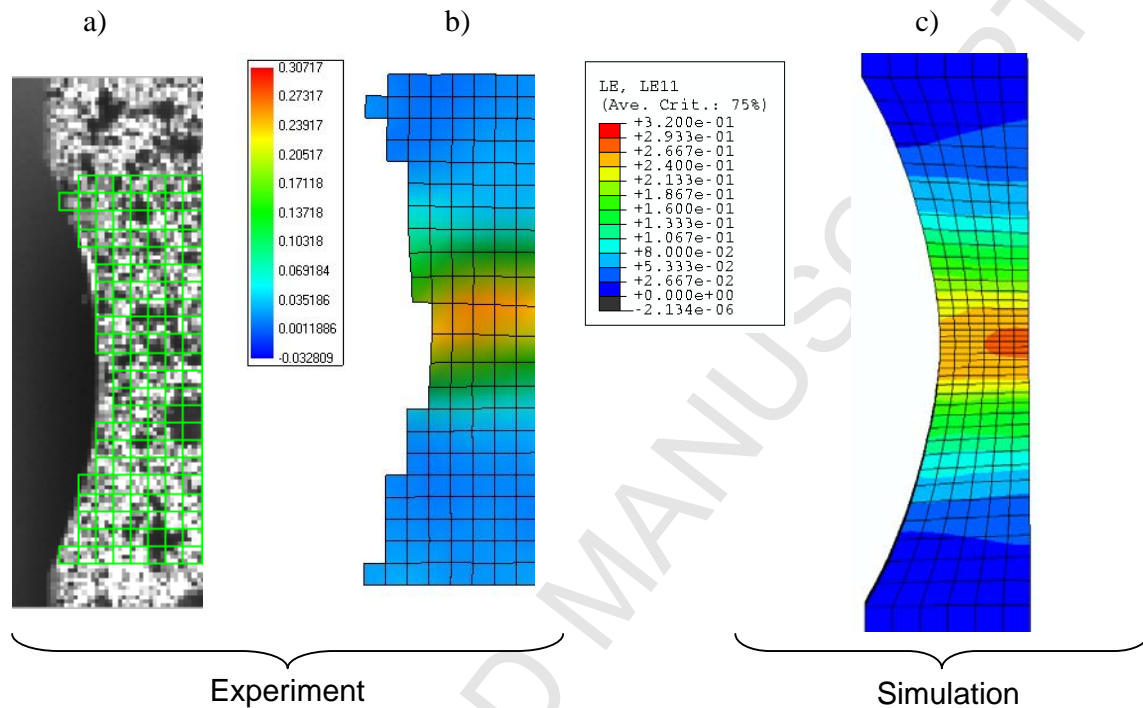 a)
b)
c)
0.30717
0.27317
0.23917
0.20517
0.17117
0.13718
0.10318
0.069184
0.035186
0.0011886
-0.032809
LE, LE11
(Ave. Crit.: 75%)
+3.200e-01
+2.933e-01
+2.667e-01
+2.400e-01
+2.133e-01
+1.867e-01
+1.600e-01
+1.333e-01
+1.067e-01
+8.000e-02
+5.333e-02
+2.667e-02
+0.000e+00
-2.134e-06
Experiment
Simulation
D MANUSCRIPT